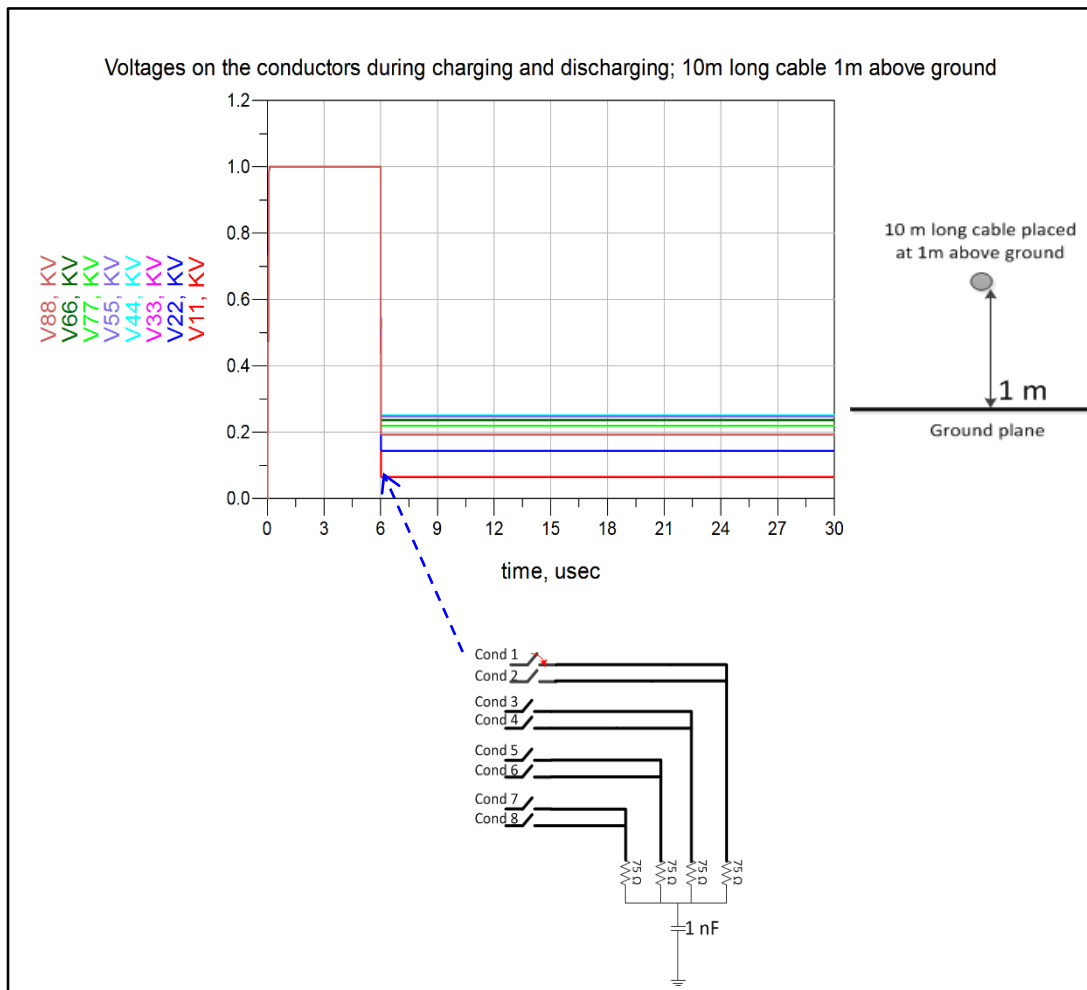 Voltages on the conductors during charging and discharging; 10m long cable 1m above ground
1.2
1.0
0.8
0.6
0.4
0.2
0.0
V88, KV
V66, KV
V77, KV
V55, KV
V44, KV
V33, KV
V22, KV
V11, KV
0 3 6 9 12 15 18 21 24 27 30
time, usec
10 m long cable placed
at 1m above ground
1 m
Ground plane
Cond 1
Cond 2
Cond 3
Cond 4
Cond 5
Cond 6
Cond 7
Cond 8
75 Ω 75 Ω 75 Ω 75 Ω
1 nF